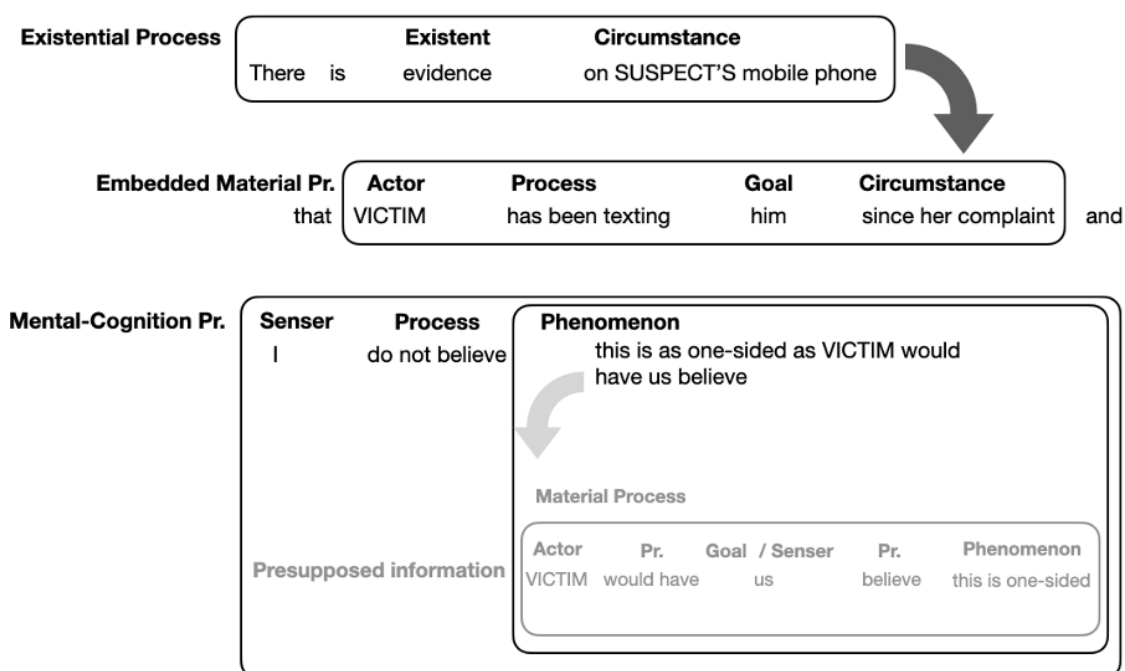 Existential Process Existent Circumstance
There is evidence on SUSPECT'S mobile phone
Embedded Material Pr. Actor Process Goal Circumstance
that VICTIM has been texting him since her complaint and
Mental-Cognition Pr. Senser Process Phenomenon
I do not believe this is as one-sided as VICTIM would
have us believe
Material Process
Actor Pr. Goal / Senser Pr. Phenomenon
Presupposed information VICTIM would have us believe this is one-sided